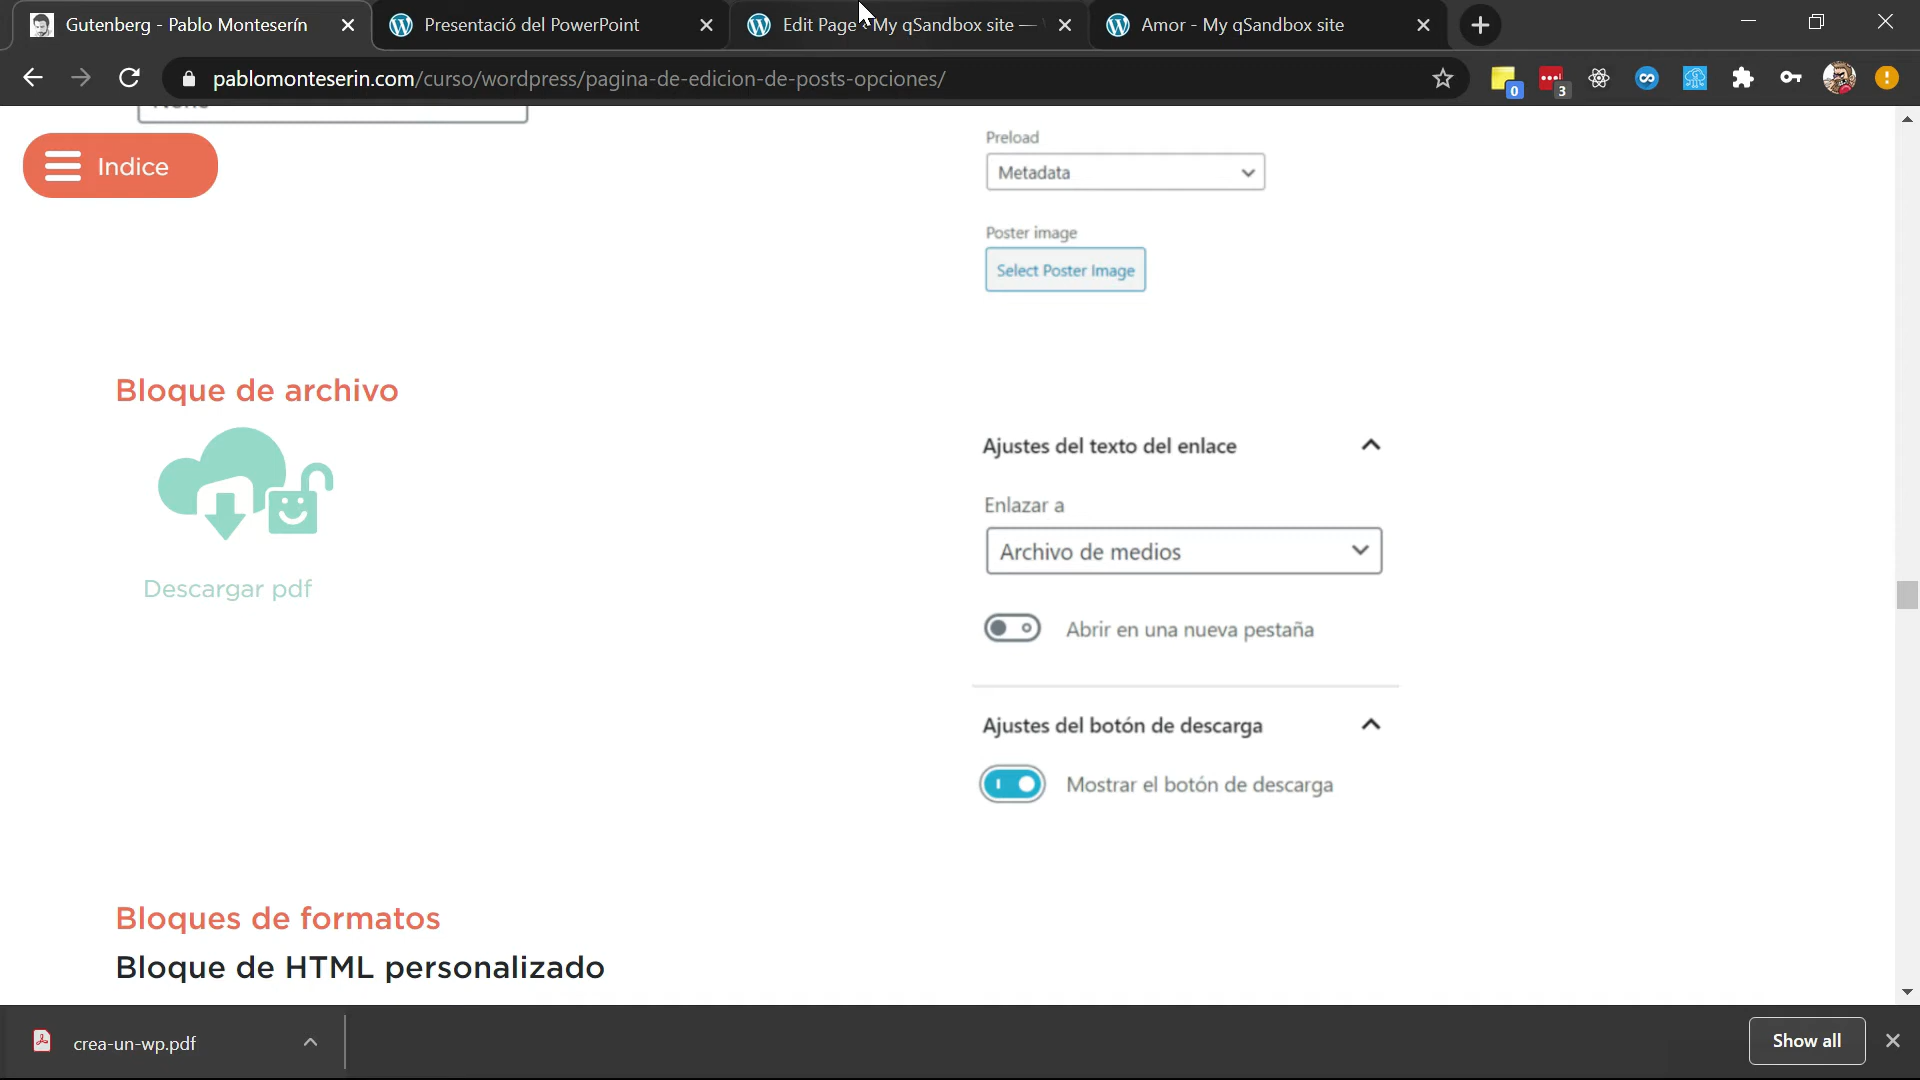 Gutenberg - Pablo Monteserín
Presentació del PowerPoint
Edit Page ‹ My qSandbox site —
Amor - My qSandbox site
pablomonteserin.com/curso/wordpress/pagina-de-edicion-de-posts-opciones/
0
3
Indice
Preload
Metadata
Poster image
Select Poster Image
Bloque de archivo
Descargar pdf
Ajustes del texto del enlace
Enlazar a
Archivo de medios
Abrir en una nueva pestaña
Ajustes del botón de descarga
Mostrar el botón de descarga
Bloques de formatos
Bloque de HTML personalizado
crea-un-wp.pdf
Show all